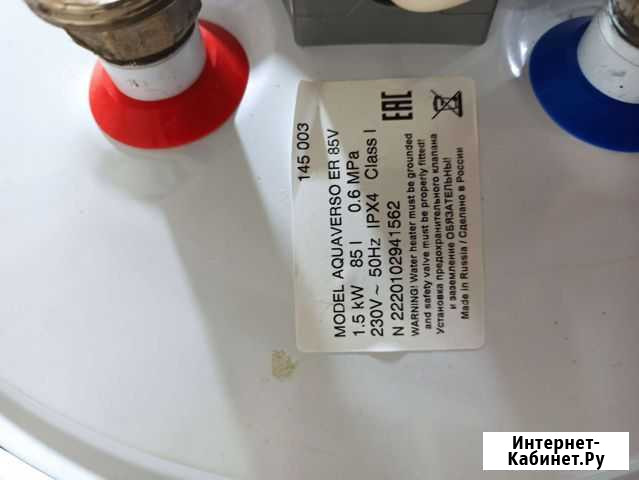 145 003
MODEL AQUAVERSO ER 85V
1.5 kW 85 l 0.6 MPa
230V ~ 50Hz IPX4 Class I
N 2220102941562
EAC
WARNING! Water heater must be grounded
and safety valve must be properly fitted!
Установка предохранительного клапана
и заземление ОБЯЗАТЕЛЬНЫ!
Made in Russia / Сделано в России
Интернет-
Кабинет.Ру